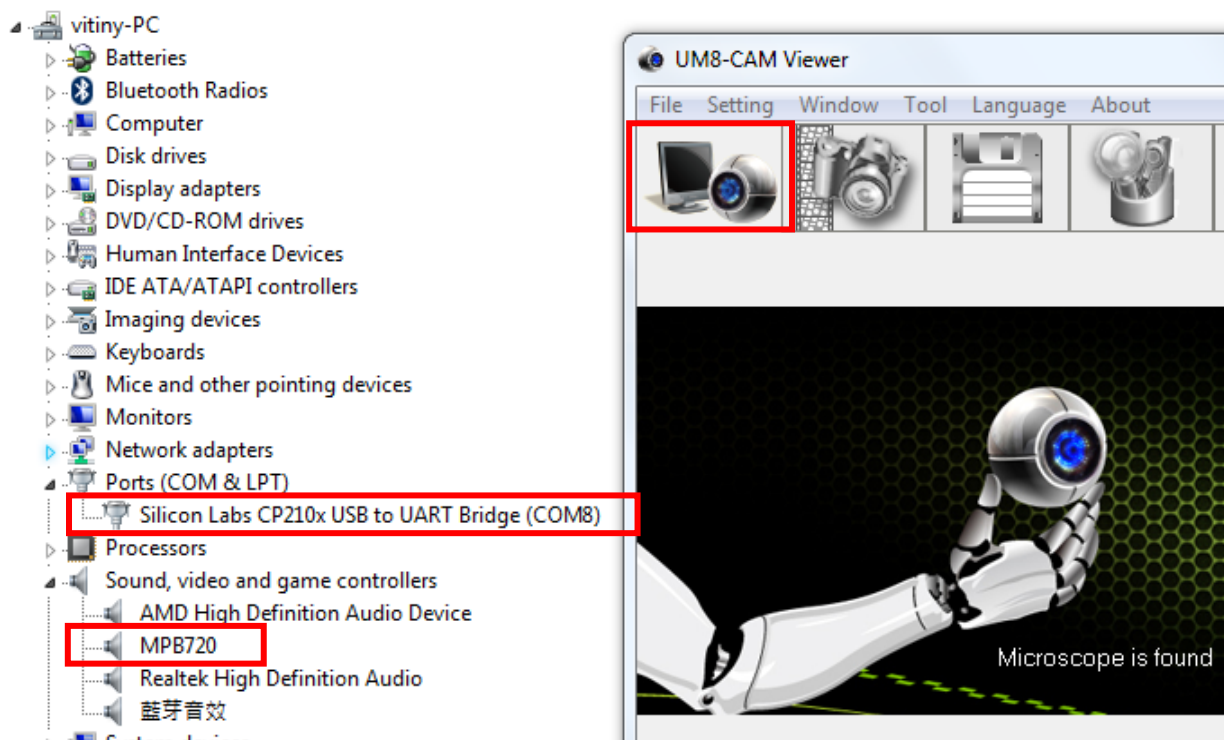 vitiny-PC
Batteries
Bluetooth Radios
Computer
Disk drives
Display adapters
DVD/CD-ROM drives
Human Interface Devices
IDE ATA/ATAPI controllers
Imaging devices
Keyboards
Mice and other pointing devices
Monitors
Network adapters
Ports (COM & LPT)
Silicon Labs CP210x USB to UART Bridge (COM8)
Processors
Sound, video and game controllers
AMD High Definition Audio Device
MPB720
Realtek High Definition Audio
藍芽音效
UM8-CAM Viewer
File Setting Window Tool Language About
Microscope is found